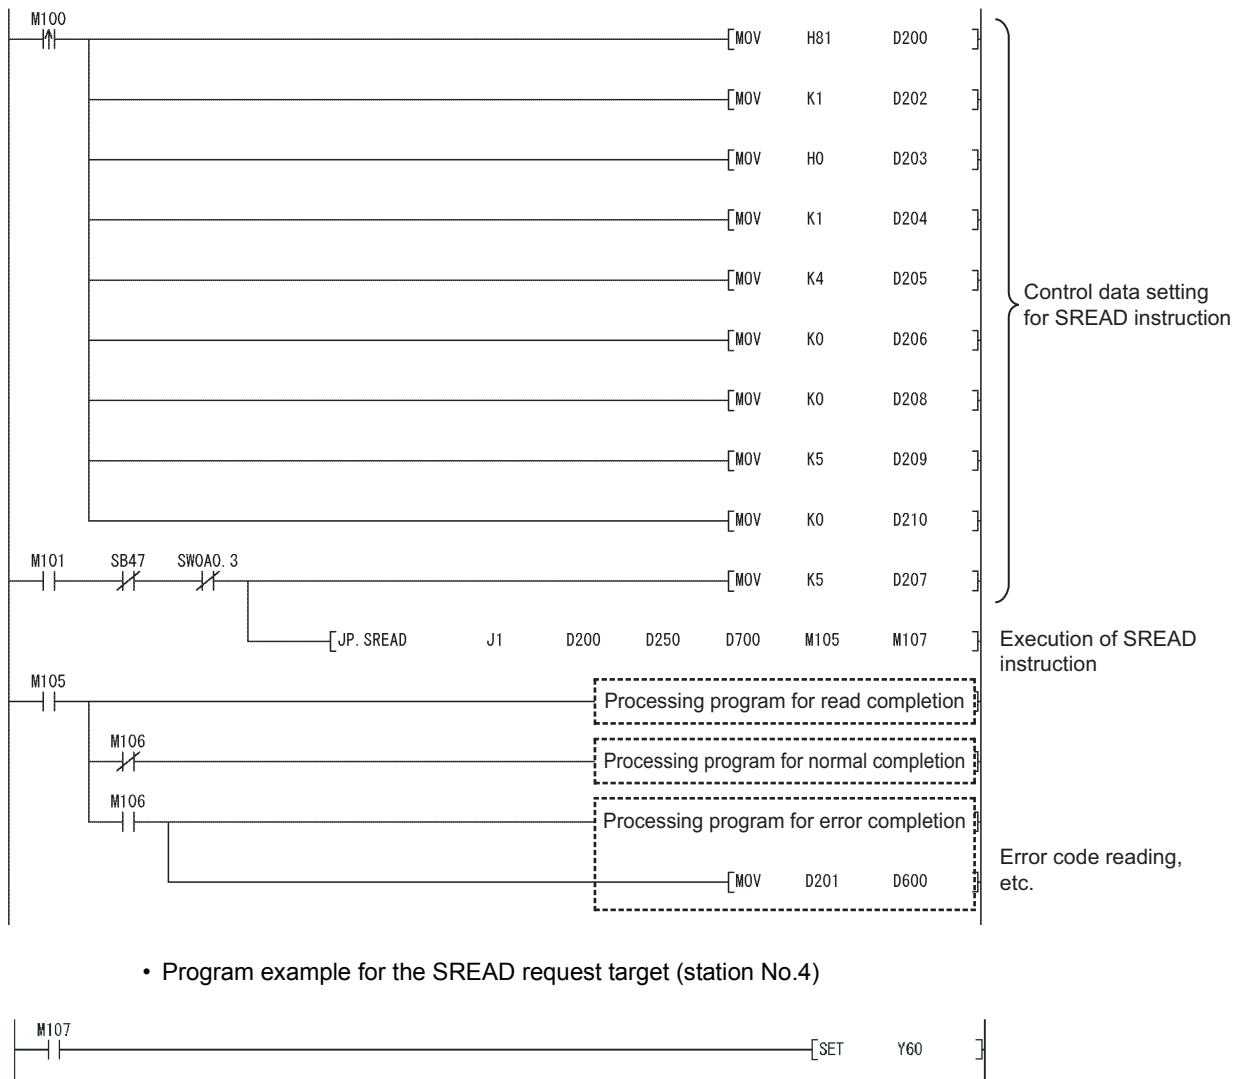 M100
MOV H81 D200
MOV K1 D202
MOV H0 D203
MOV K1 D204
MOV K4 D205
Control data setting
for SREAD instruction
MOV K0 D206
MOV K0 D208
MOV K5 D209
MOV K0 D210
M101 SB47 SW0A0.3
MOV K5 D207
JP.SREAD J1 D200 D250 D700 M105 M107
Execution of SREAD
instruction
M105
Processing program for read completion
M106
Processing program for normal completion
M106
Processing program for error completion
Error code reading,
etc.
MOV D201 D600
• Program example for the SREAD request target (station No.4)
M107
SET Y60